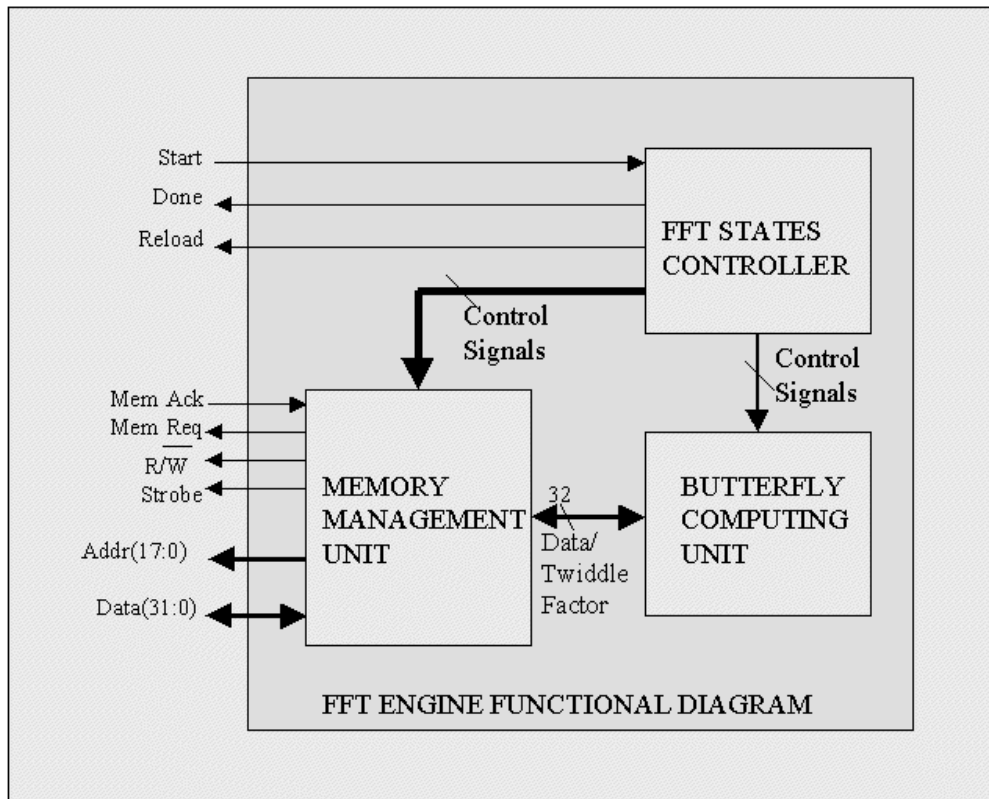 Start
Done
Reload
FFT STATES
CONTROLLER
Control
Signals
Control
Signals
Mem Ack
Mem Req
R/W̅
Strobe
Addr(17:0)
Data(31:0)
MEMORY
MANAGEMENT
UNIT
32
Data/
Twiddle
Factor
BUTTERFLY
COMPUTING
UNIT
FFT ENGINE FUNCTIONAL DIAGRAM